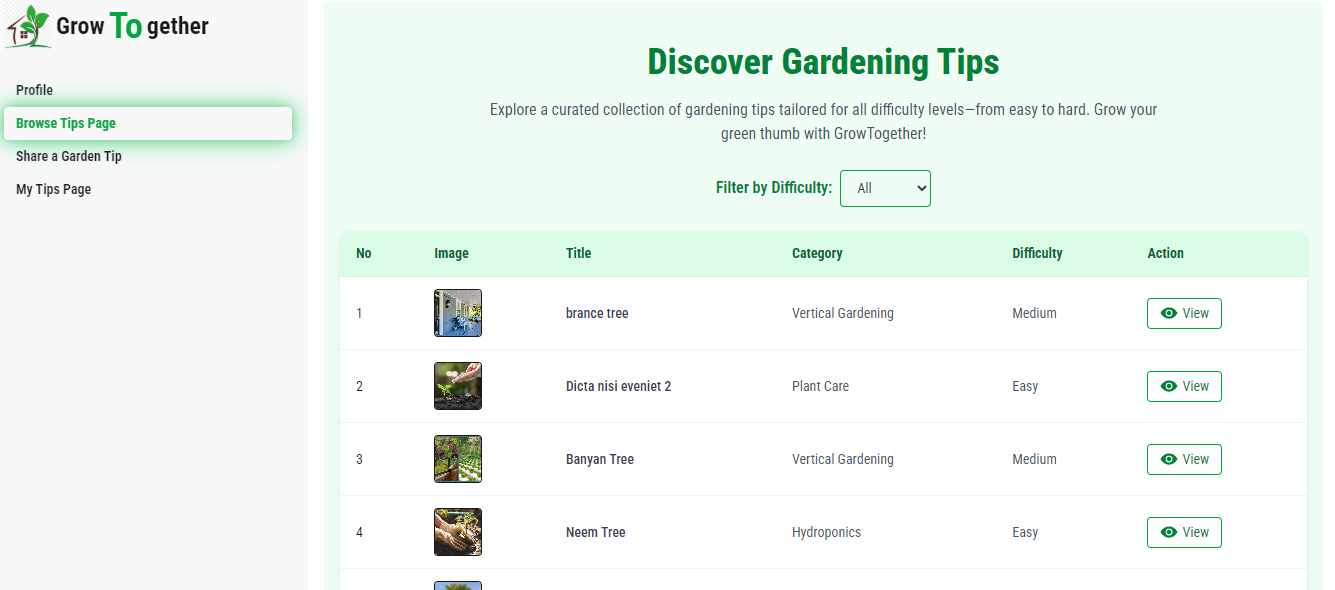 Grow To gether
Profile
Browse Tips Page
Share a Garden Tip
My Tips Page
Discover Gardening Tips
Explore a curated collection of gardening tips tailored for all difficulty levels—from easy to hard. Grow your
green thumb with GrowTogether!
Filter by Difficulty: All
No Image Title Category Difficulty Action
1 brance tree Vertical Gardening Medium View
2 Dicta nisi eveniet 2 Plant Care Easy View
3 Banyan Tree Vertical Gardening Medium View
4 Neem Tree Hydroponics Easy View